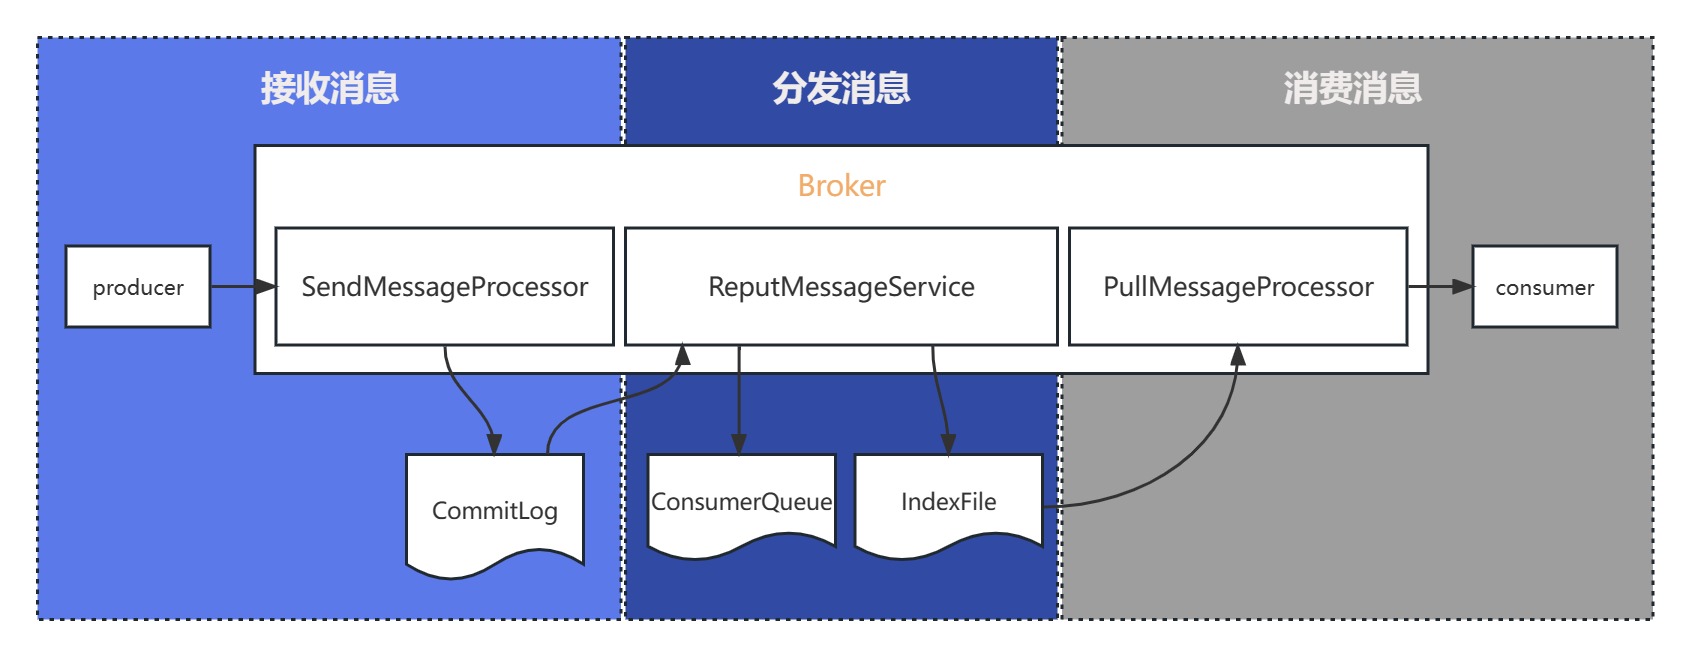 接收消息
分发消息
消费消息
Broker
producer
SendMessageProcessor
ReputMessageService
PullMessageProcessor
consumer
CommitLog
ConsumerQueue
IndexFile